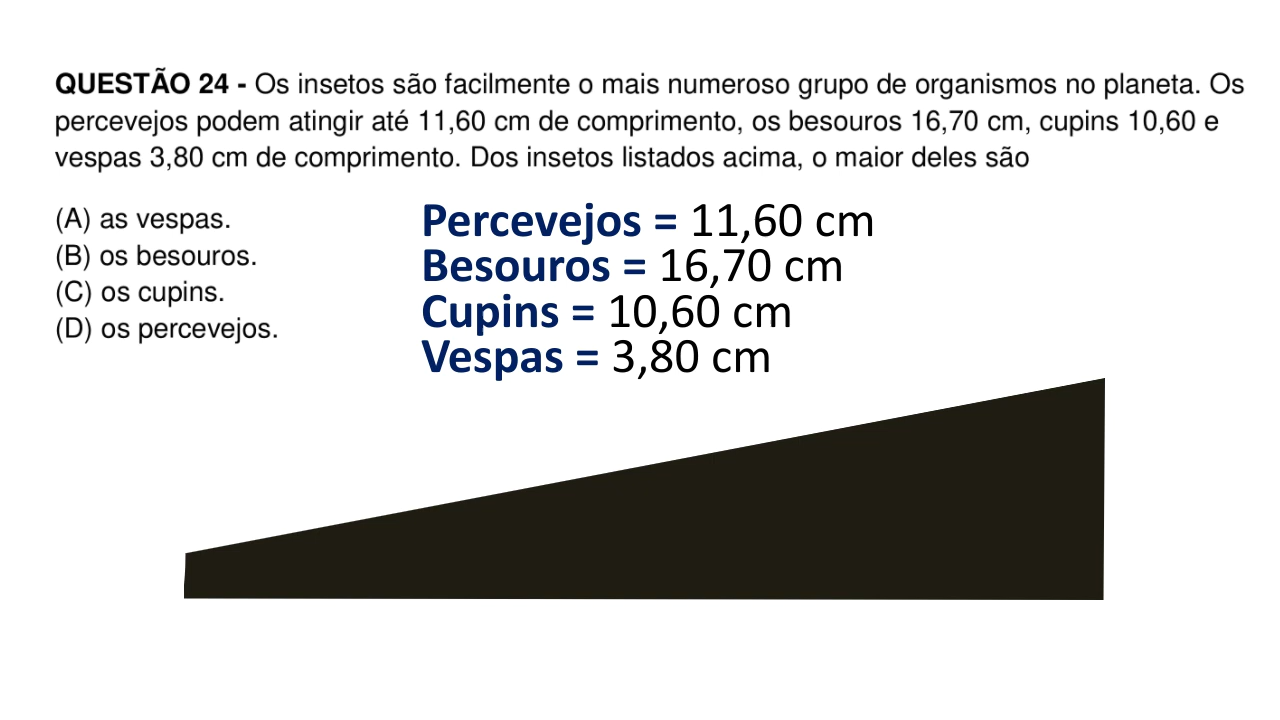 QUESTÃO 24 - Os insetos são facilmente o mais numeroso grupo de organismos no planeta. Os
percevejos podem atingir até 11,60 cm de comprimento, os besouros 16,70 cm, cupins 10,60 e
vespas 3,80 cm de comprimento. Dos insetos listados acima, o maior deles são
(A) as vespas.
(B) os besouros.
(C) os cupins.
(D) os percevejos.
Percevejos = 11,60 cm
Besouros = 16,70 cm
Cupins = 10,60 cm
Vespas = 3,80 cm